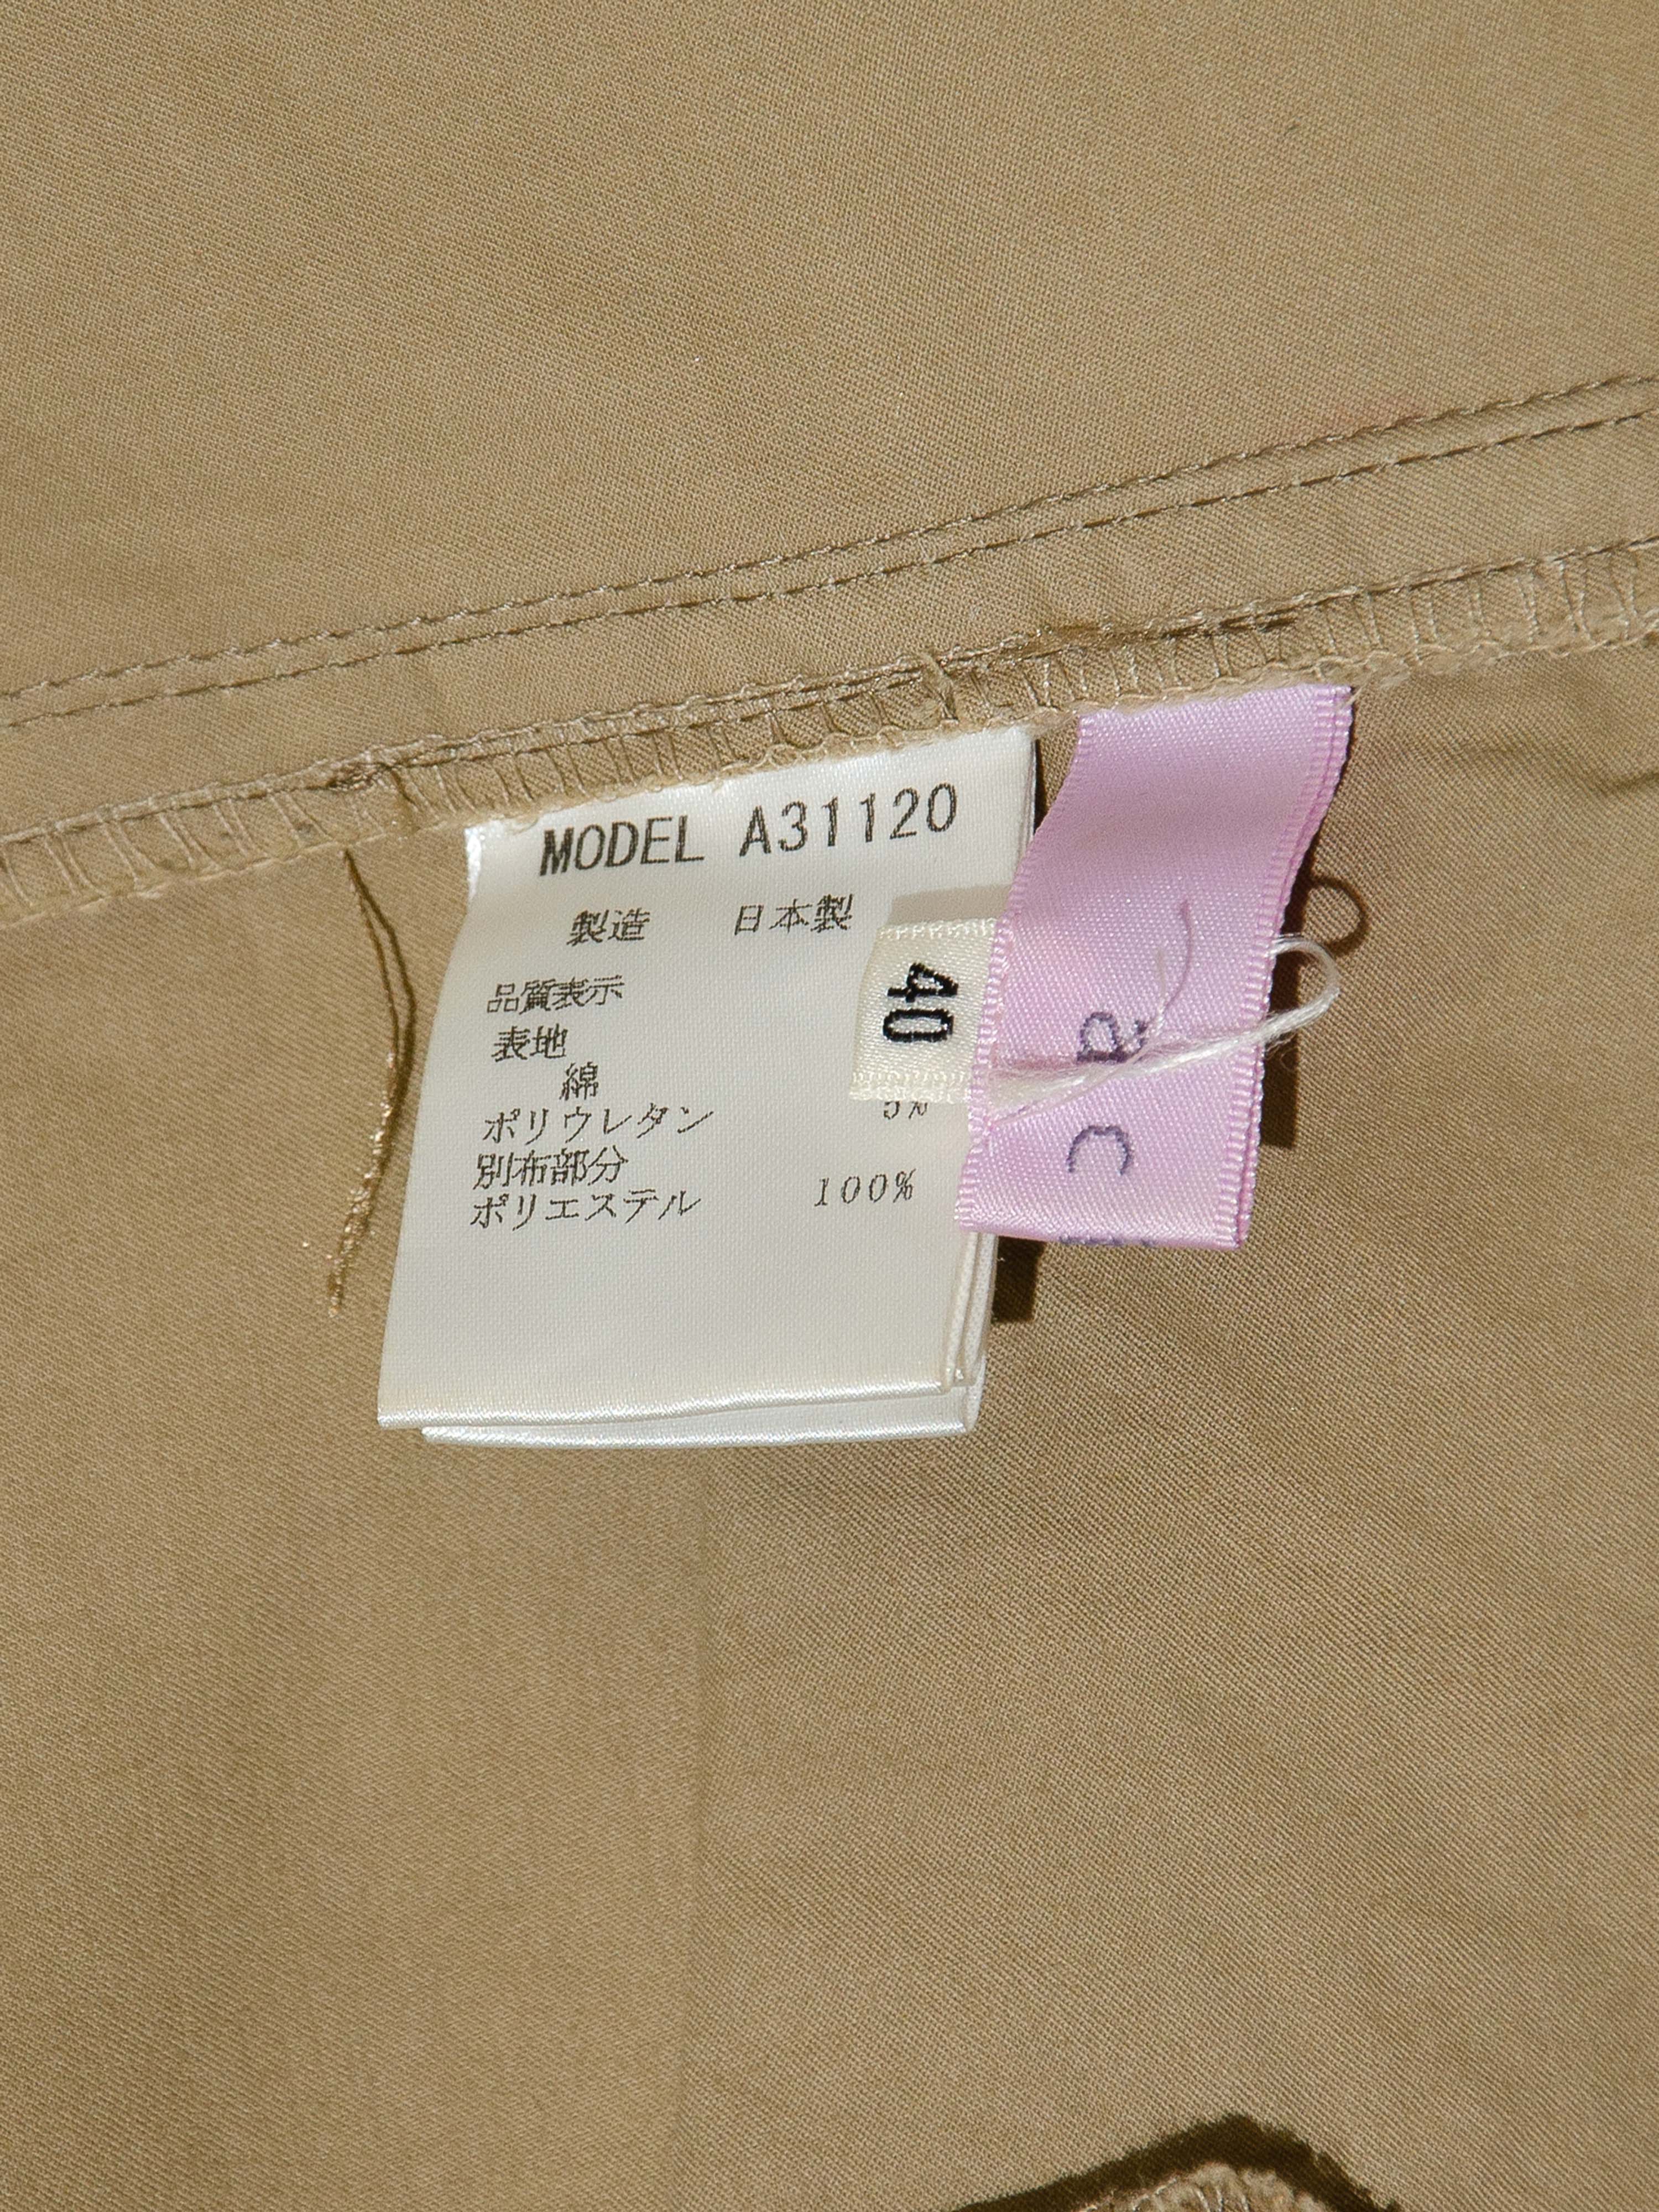 MODEL A31120
製造 日本製
品質表示
表地
綿
ポリウレタン 5%
別布部分
ポリエステル 100%
40
a c